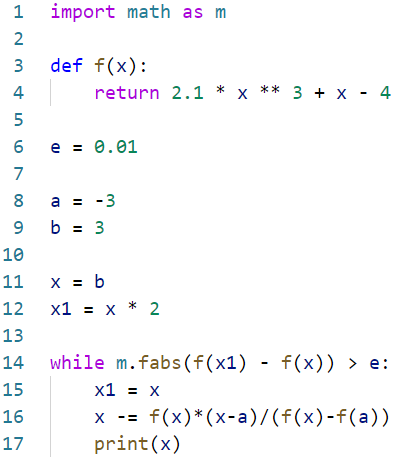 1 import math as m
2
3 def f(x):
4     return 2.1 * x ** 3 + x - 4
5
6 e = 0.01
7
8 a = -3
9 b = 3
10
11 x = b
12 x1 = x * 2
13
14 while m.fabs(f(x1) - f(x)) > e:
15     x1 = x
16     x -= f(x)*(x-a)/(f(x)-f(a))
17     print(x)